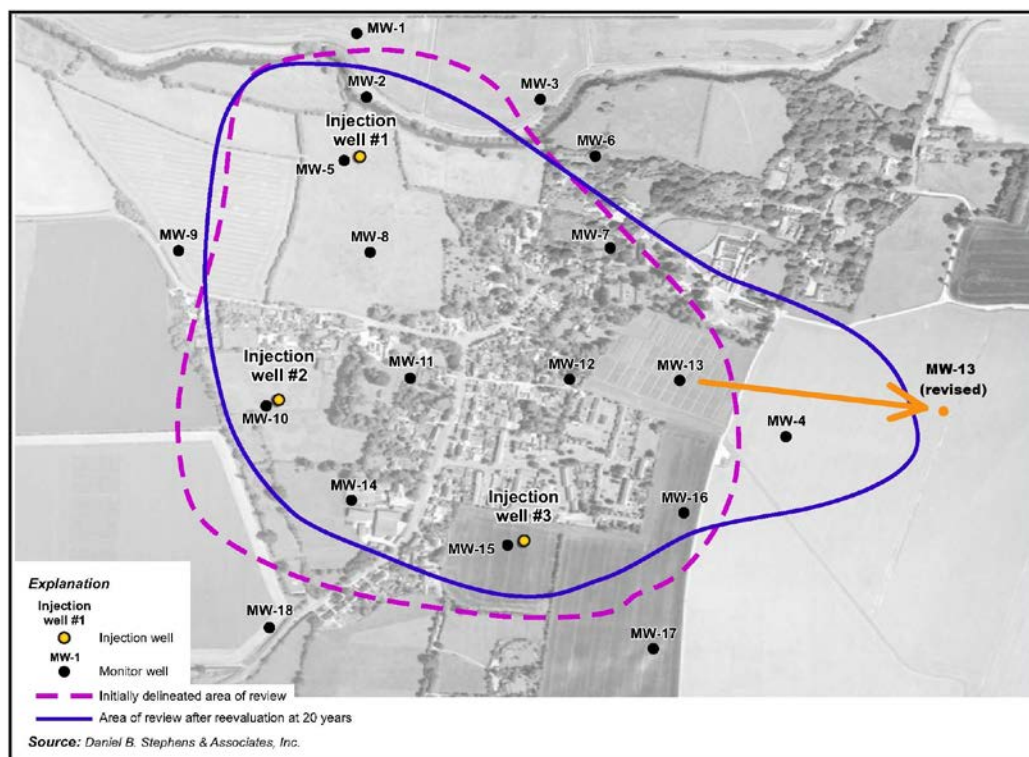 MW-1
MW-2
MW-3
Injection
well #1
MW-6
MW-5
MW-9
MW-8
MW-7
MW-11
MW-12
MW-13
MW-13
(revised)
Injection
well #2
MW-10
MW-4
MW-14
Injection
well #3
MW-16
MW-15
MW-18
MW-17
Explanation
Injection
well #1
Injection well
MW-1
Monitor well
Initially delineated area of review
Area of review after reevaluation at 20 years
Source: Daniel B. Stephens & Associates, Inc.